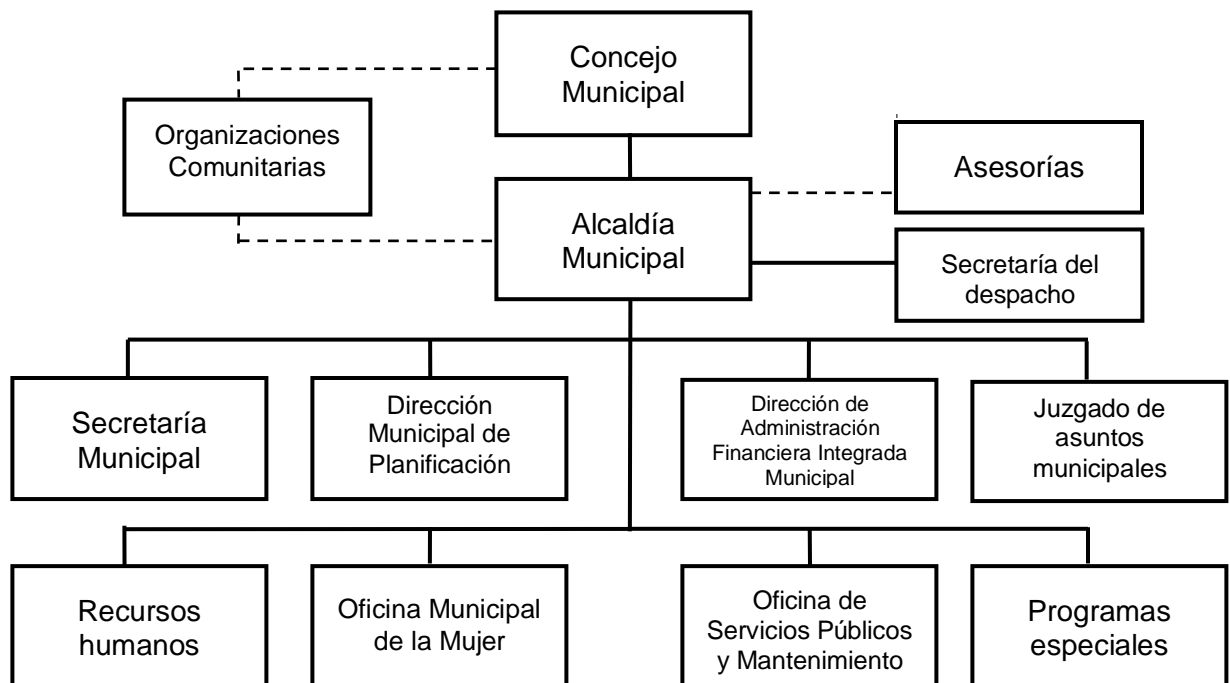 Concejo
Municipal
Organizaciones
Comunitarias
Asesorías
Alcaldía
Municipal
Secretaría del
despacho
Secretaría
Municipal
Dirección
Municipal de
Planificación
Dirección de
Administración
Financiera Integrada
Municipal
Juzgado de
asuntos
municipales
Recursos
humanos
Oficina Municipal
de la Mujer
Oficina de
Servicios Públicos
y Mantenimiento
Programas
especiales